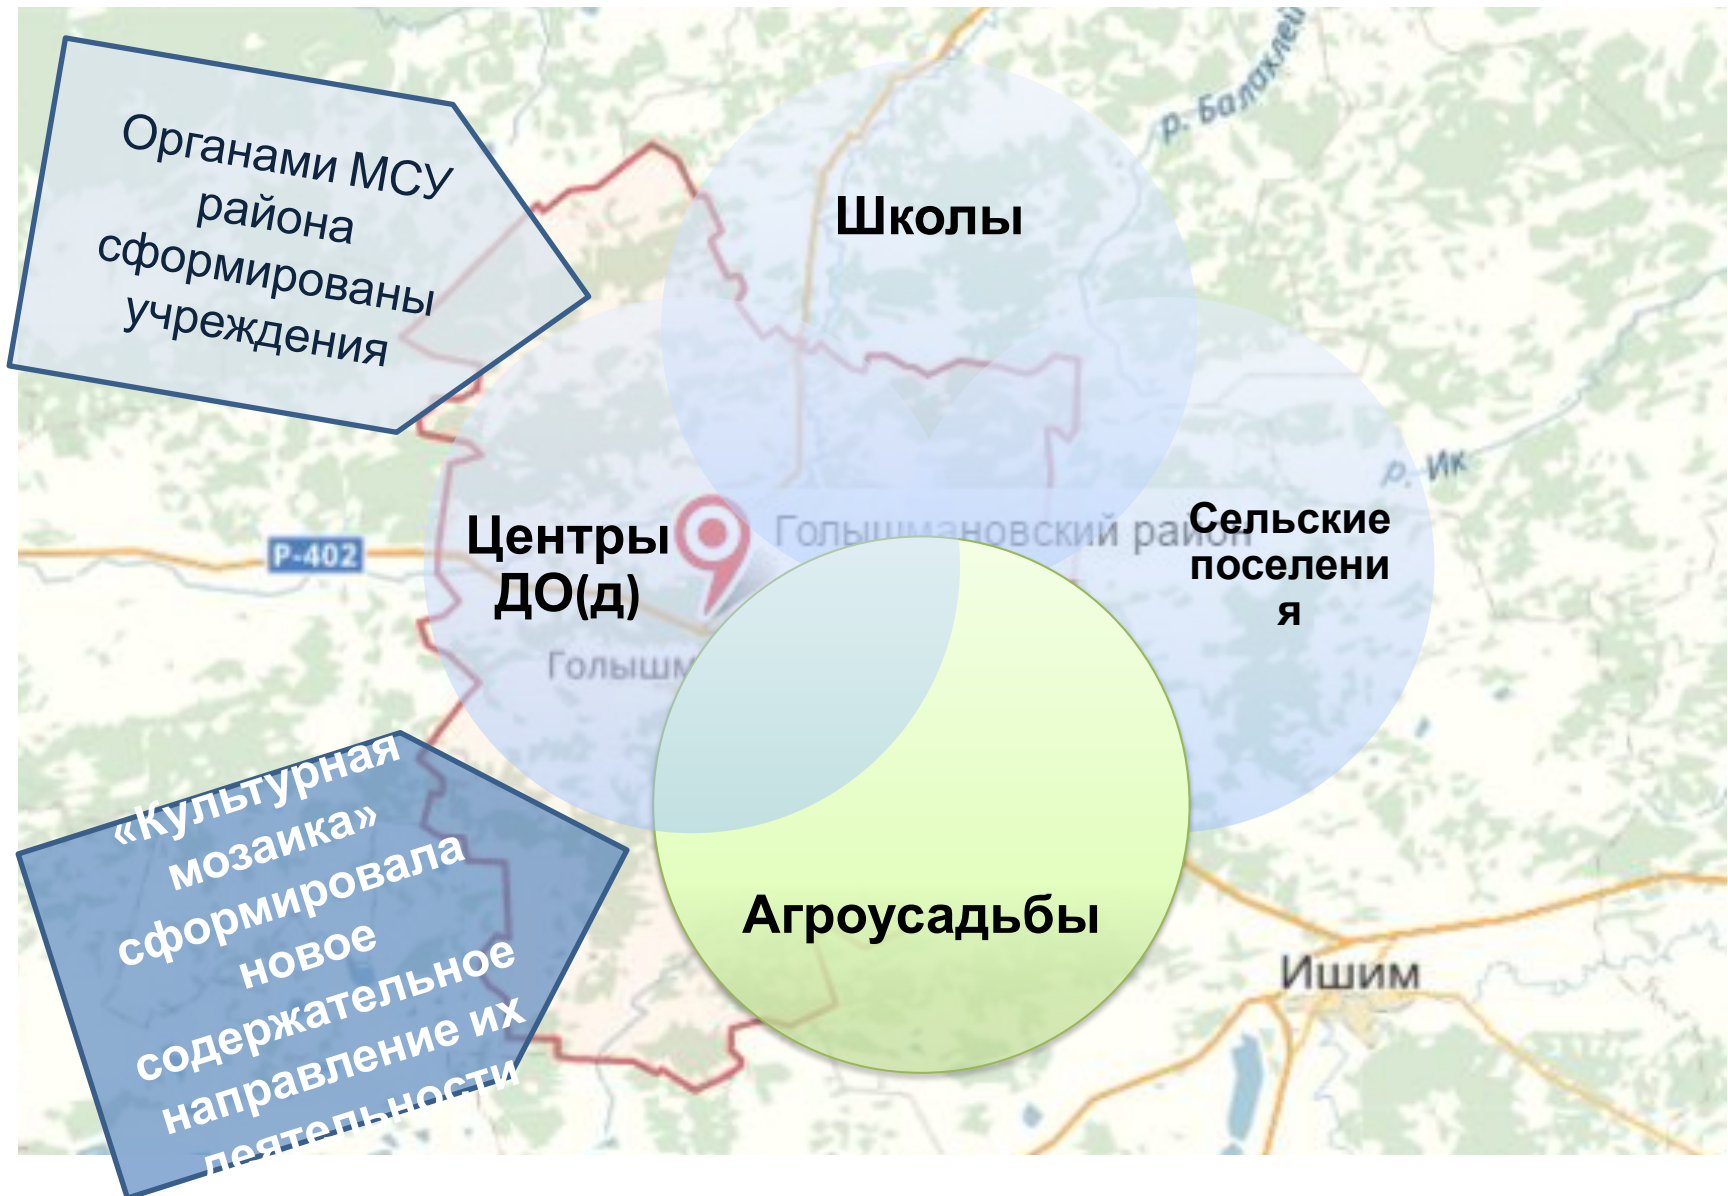 Органами МСУ
района
сформированы
учреждения
р. Балаклей
Школы
р. Ик
Центры
ДО(д)
Голышмановский район
Сельские
поселени
я
Р-402
Голышм
«Культурная
мозаика»
сформировала
новое
содержательное
направление их
деятельности
Агроусадьбы
Ишим